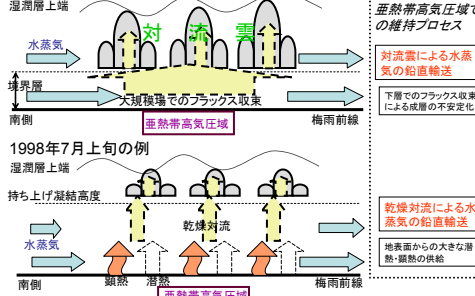 湿潤層上端
対 流 雲
水蒸気
境界層
大規模場でのフラックス収束
南側
亜熱帯高気圧域
梅雨前線
亜熱帯高気圧域で
の維持プロセス
対流雲による水蒸
気の鉛直輸送
下層でのフラックス収束
による成層の不安定化
1998年7月上旬の例
湿潤層上端
持ち上げ凝結高度
乾燥対流
水蒸気
南側
顕熱
潜熱
梅雨前線
亜熱帯高気圧域
乾燥対流による水
蒸気の鉛直輸送
地表面からの大きな潜
熱・顕熱の供給